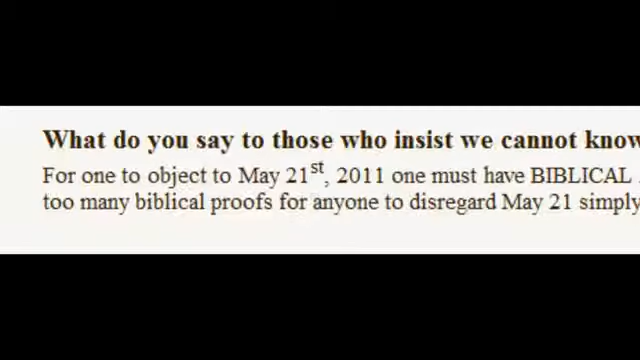 What do you say to those who insist we cannot know
For one to object to May 21st, 2011 one must have BIBLICAL
too many biblical proofs for anyone to disregard May 21 simply